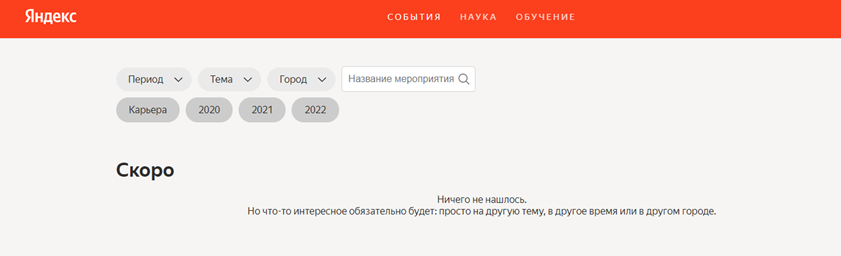 Яндекс
СОБЫТИЯ НАУКА ОБУЧЕНИЕ
Период Тема Город Название мероприятия
Карьера 2020 2021 2022
Скоро
Ничего не нашлось.
Но что-то интересное обязательно будет: просто на другую тему, в другое время или в другом городе.